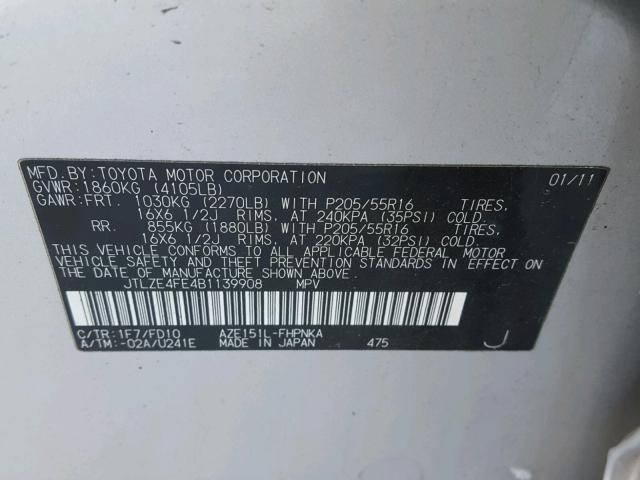 MFD.BY:TOYOTA MOTOR CORPORATION 01/11
GVWR:1860KG (4105LB)
GAWR:FRT. 1030KG (2270LB) WITH P205/55R16 TIRES,
16X6 1/2J RIMS, AT 240KPA (35PSI) COLD.
RR. 855KG (1880LB) WITH P205/55R16 TIRES,
16X6 1/2J RIMS, AT 220KPA (32PSI) COLD.
THIS VEHICLE CONFORMS TO ALL APPLICABLE FEDERAL MOTOR
VEHICLE SAFETY AND THEFT PREVENTION STANDARDS IN EFFECT
ON THE DATE OF MANUFACTURE SHOWN ABOVE.
JTLZE4FE4B1139908 MPV
C/TR:1F7/FD10 AZE151L-FHPNKA
A/TM:-02A/U241E MADE IN JAPAN 475 J